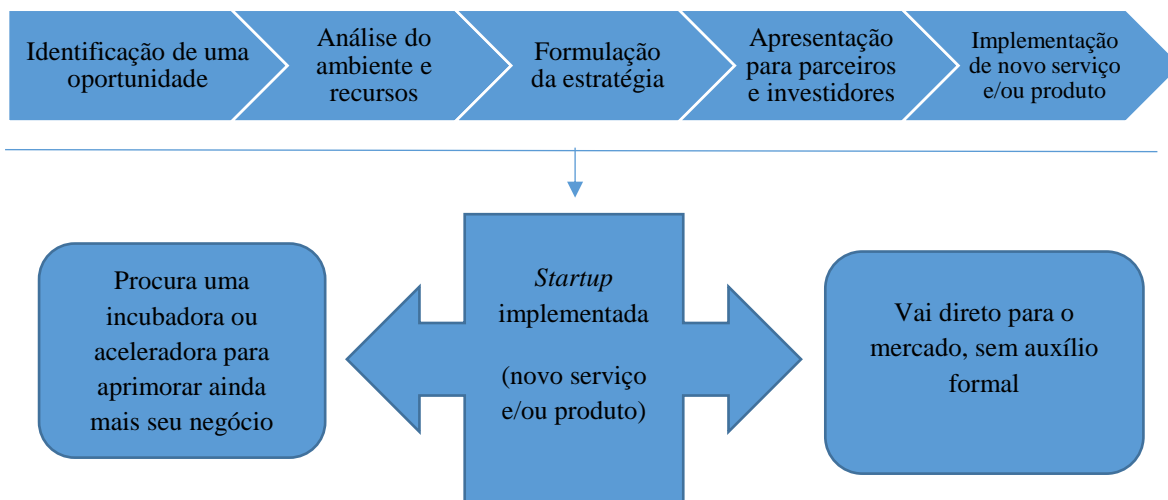 Identificação de uma
oportunidade
Análise do
ambiente e
recursos
Formulação
da estratégia
Apresentação
para parceiros
e investidores
Implementação
de novo serviço
e/ou produto
Procura uma
incubadora ou
aceleradora para
aprimorar ainda
mais seu negócio
Startup
implementada
(novo serviço
e/ou produto)
Vai direto para o
mercado, sem auxílio
formal